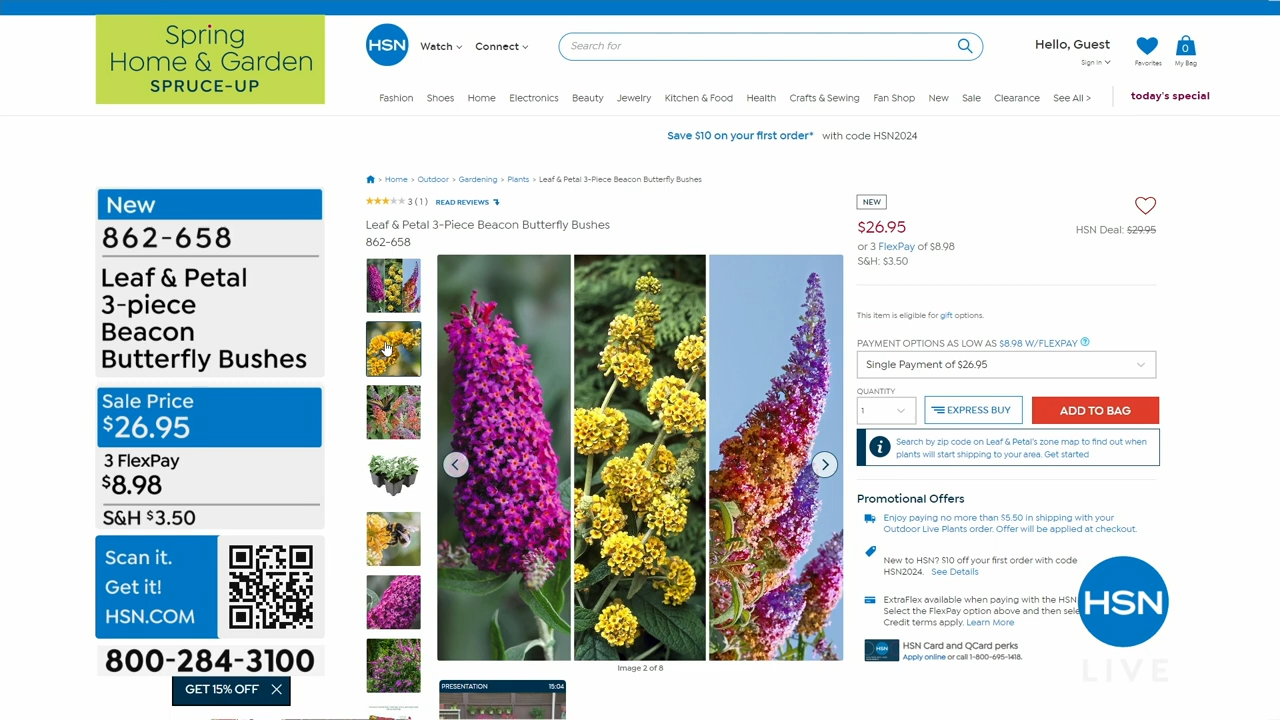 Spring
Home & Garden
SPRUCE-UP
HSN
Watch
Connect
Search for
Hello, Guest
Sign In
Favorites
0
My Bag
Fashion
Shoes
Home
Electronics
Beauty
Jewelry
Kitchen & Food
Health
Crafts & Sewing
Fan Shop
New
Sale
Clearance
See All >
today's special
Save $10 on your first order* with code HSN2024
New
862-658
Leaf & Petal
3-piece
Beacon
Butterfly Bushes
Sale Price
$26.95
3 FlexPay
$8.98
S&H $3.50
Scan it.
Get it!
HSN.COM
800-284-3100
GET 15% OFF
> Home > Outdoor > Gardening > Plants > Leaf & Petal 3-Piece Beacon Butterfly Bushes
3 (1) READ REVIEWS
Leaf & Petal 3-Piece Beacon Butterfly Bushes
862-658
Image 2 of 8
PRESENTATION 15:04
NEW
$26.95
HSN Deal: $29.95
or 3 FlexPay of $8.98
S&H: $3.50
This item is eligible for gift options.
PAYMENT OPTIONS AS LOW AS $8.98 W/FLEXPAY
Single Payment of $26.95
QUANTITY
1
EXPRESS BUY
ADD TO BAG
Search by zip code on Leaf & Petal's zone map to find out when
plants will start shipping to your area. Get started
Promotional Offers
Enjoy paying no more than $5.50 in shipping with your
Outdoor Live Plants order. Offer will be applied at checkout.
New to HSN? $10 off your first order with code
HSN2024. See Details
ExtraFlex available when paying with the HSN
Select the FlexPay option above and then sele
Credit terms apply. Learn More
HSN Card and QCard perks
Apply online or call 1-800-695-1418.
HSN
LIVE